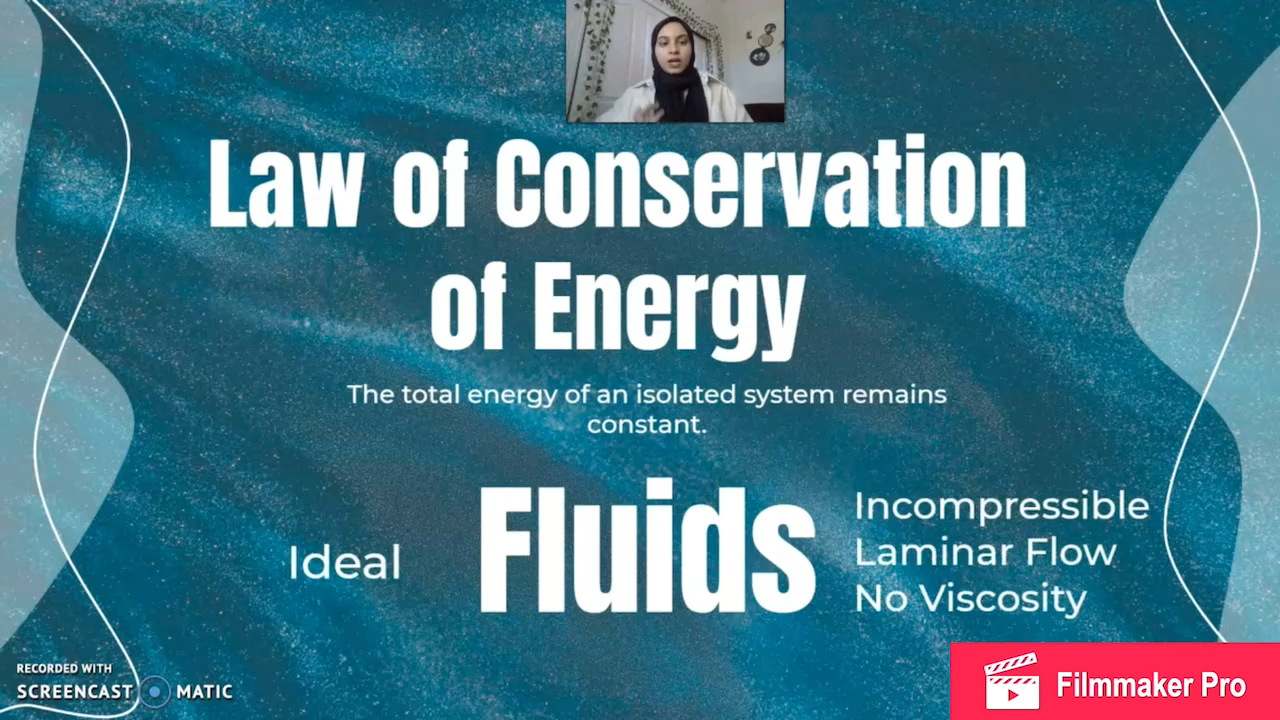 Law of Conservation
of Energy
The total energy of an isolated system remains
constant.
Ideal
Fluids
Incompressible
Laminar Flow
No Viscosity
RECORDED WITH
SCREENCAST MATIC
Filmmaker Pro